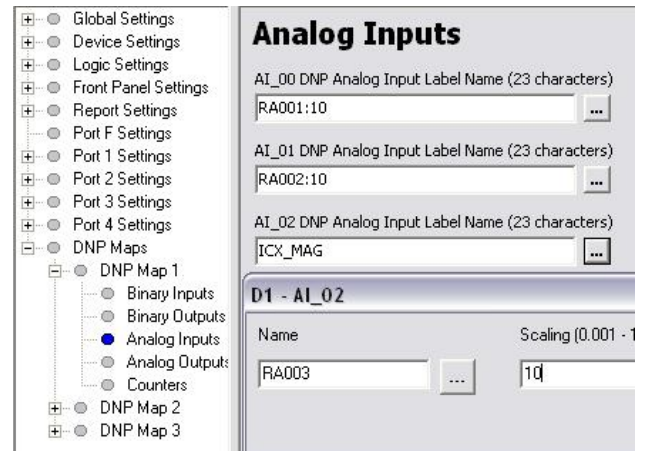 Global Settings
Device Settings
Logic Settings
Front Panel Settings
Report Settings
Port F Settings
Port 1 Settings
Port 2 Settings
Port 3 Settings
Port 4 Settings
DNP Maps
DNP Map 1
Binary Inputs
Binary Outputs
Analog Inputs
Analog Outputs
Counters
DNP Map 2
DNP Map 3
Analog Inputs
AI_00 DNP Analog Input Label Name (23 characters)
RA001:10
...
AI_01 DNP Analog Input Label Name (23 characters)
RA002:10
...
AI_02 DNP Analog Input Label Name (23 characters)
ICX_MAG
...
D1 - AI_02
Name
Scaling (0.001 - 1
RA003
...
10